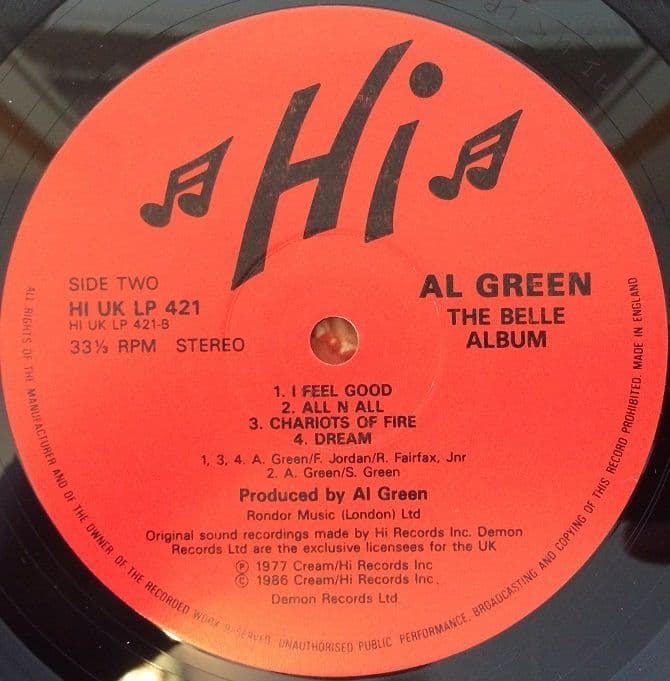 Hi
SIDE TWO
HI UK LP 421
HI UK LP 421-B
33⅓ RPM STEREO
AL GREEN
THE BELLE
ALBUM
1. I FEEL GOOD
2. ALL N ALL
3. CHARIOTS OF FIRE
4. DREAM
1, 3, 4. A. Green/F. Jordan/R. Fairfax, Jnr
2. A. Green/S. Green
Produced by Al Green
Rondor Music (London) Ltd
Original sound recordings made by Hi Records Inc. Demon
Records Ltd are the exclusive licensees for the UK
Ⓟ 1977 Cream/Hi Records Inc
© 1986 Cream/Hi Records Inc.
Demon Records Ltd
ALL RIGHTS OF THE MANUFACTURER AND OF THE OWNER OF THE RECORDED WORK RESERVED. UNAUTHORISED PUBLIC PERFORMANCE, BROADCASTING AND COPYING OF THIS RECORD PROHIBITED. MADE IN ENGLAND